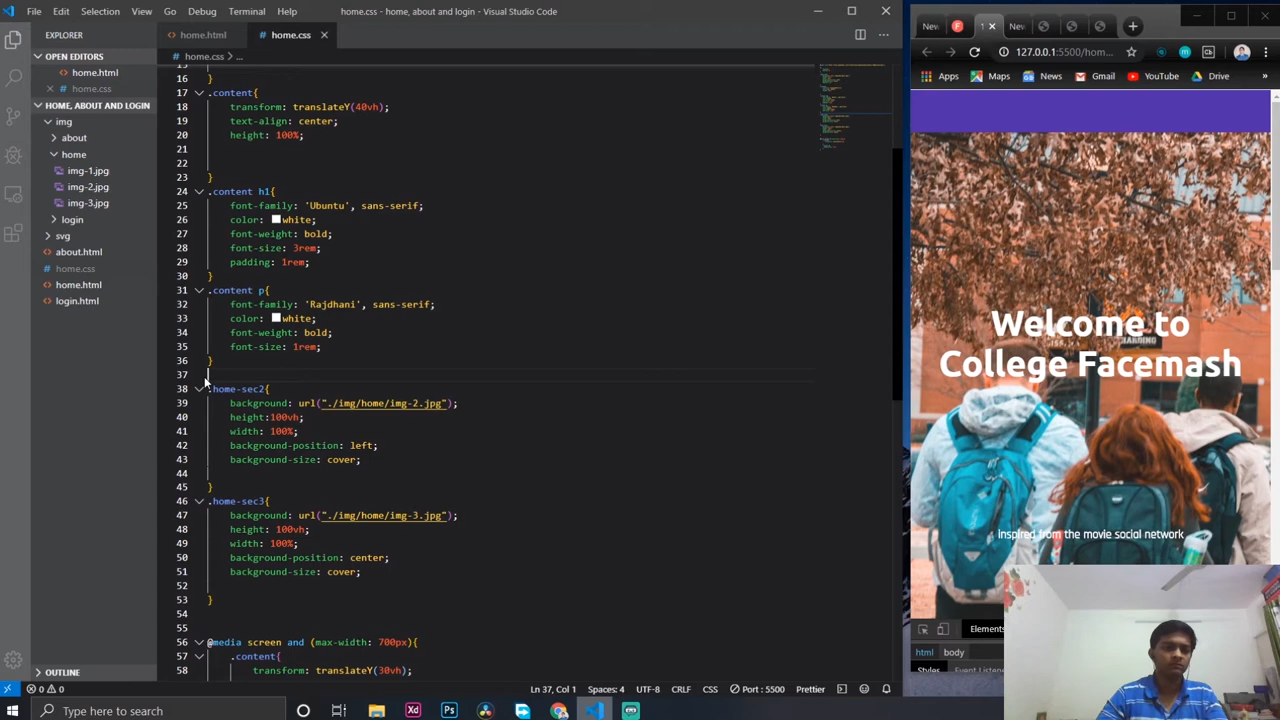 File Edit Selection View Go Debug Terminal Help
home.css - home, about and login - Visual Studio Code
EXPLORER
home.html
home.css
OPEN EDITORS
home.css > ...
home.html
home.css
HOME, ABOUT AND LOGIN
img
about
home
img-1.jpg
img-2.jpg
img-3.jpg
login
svg
about.html
home.css
home.html
login.html
OUTLINE
16 }
17 .content{
18 transform: translateY(40vh);
19 text-align: center;
20 height: 100%;
21
22
23 }
24 .content h1{
25 font-family: 'Ubuntu', sans-serif;
26 color: white;
27 font-weight: bold;
28 font-size: 3rem;
29 padding: 1rem;
30 }
31 .content p{
32 font-family: 'Rajdhani', sans-serif;
33 color: white;
34 font-weight: bold;
35 font-size: 1rem;
36 }
37
38 .home-sec2{
39 background: url("./img/home/img-2.jpg");
40 height:100vh;
41 width: 100%;
42 background-position: left;
43 background-size: cover;
44
45 }
46 .home-sec3{
47 background: url("./img/home/img-3.jpg");
48 height: 100vh;
49 width: 100%;
50 background-position: center;
51 background-size: cover;
52
53 }
54
55
56 @media screen and (max-width: 700px){
57 .content{
58 transform: translateY(30vh);
0 0
Ln 37, Col 1 Spaces: 4 UTF-8 CRLF CSS Port : 5500 Prettier
New
New
127.0.0.1:5500/hom...
Apps Maps News Gmail YouTube Drive »
Welcome to
College Facemash
Inspired from the movie social network
Elements
html body
Styles Event Listene
Type here to search
Xd Ps